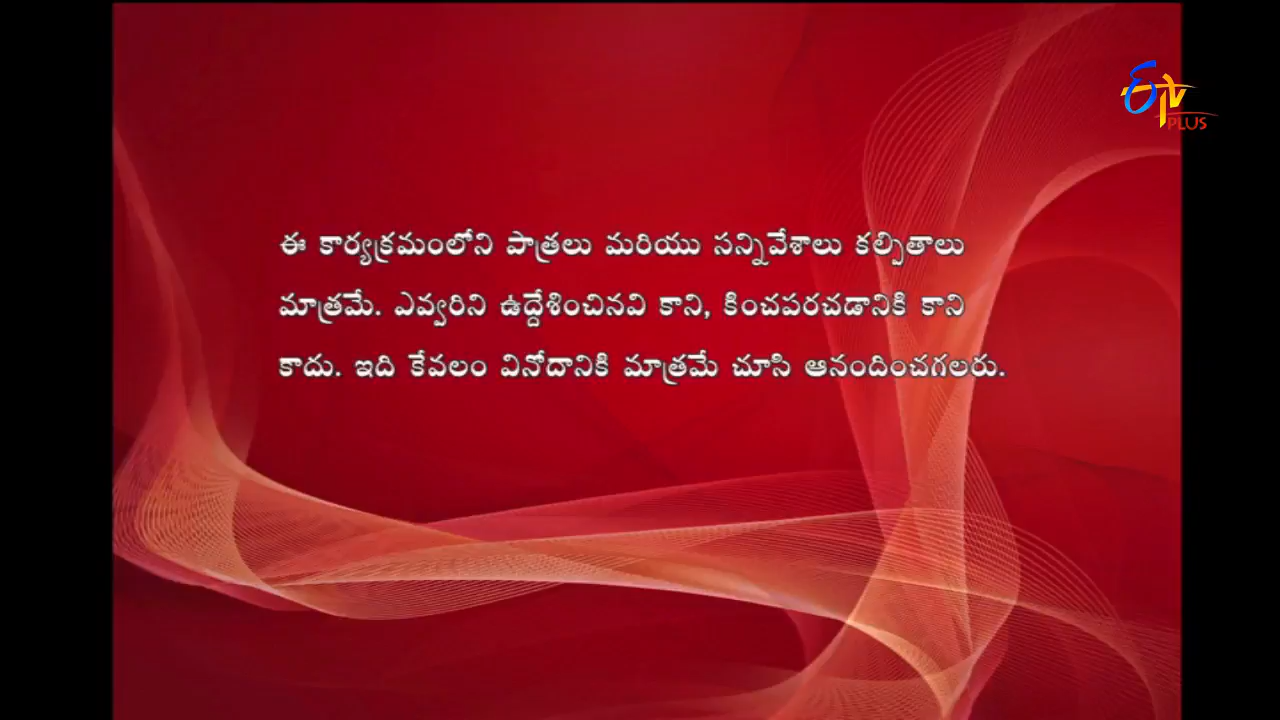 ETV
PLUS
ఈ కార్యక్రమంలోని పాత్రలు మరియు సన్నివేశాలు కల్పితాలు
మాత్రమే. ఎవ్వరిని ఉద్దేశించినవి కాని, కించపరచడానికి కాని
కాదు. ఇది కేవలం వినోదానికి మాత్రమే చూసి ఆనందించగలరు.